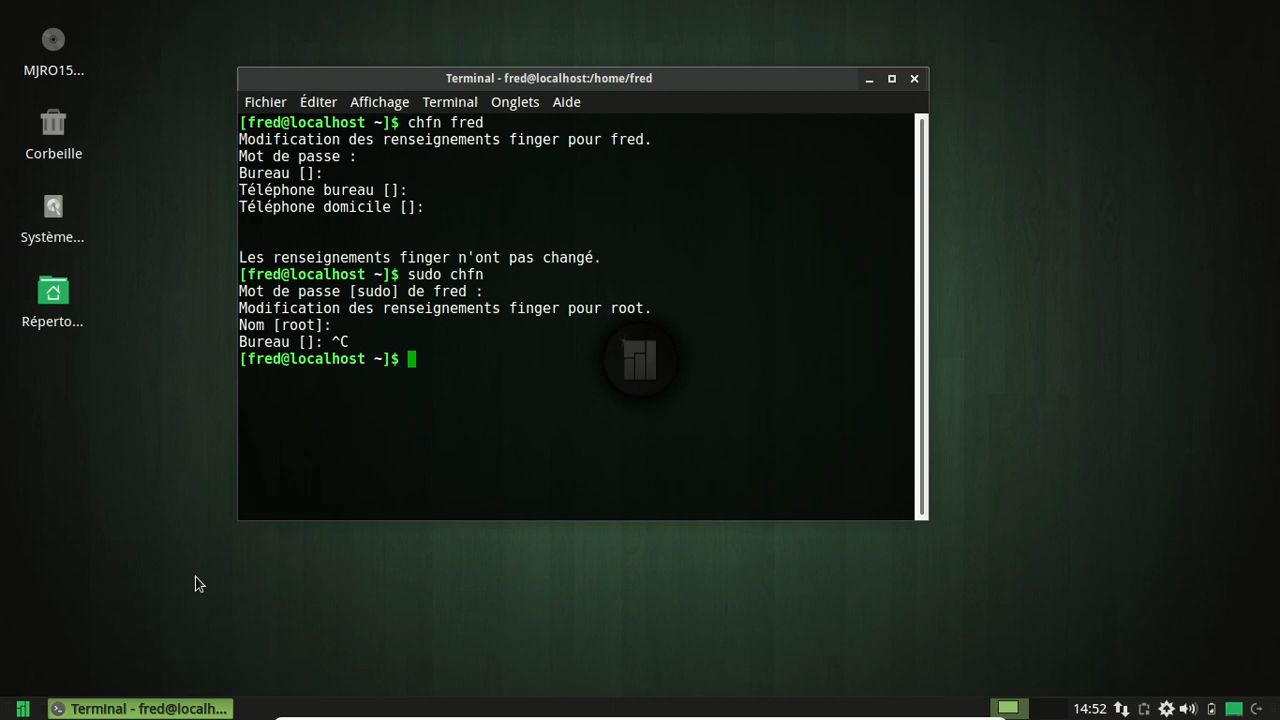 MJRO15...
Corbeille
Système...
Réperto...
Terminal - fred@localhost:/home/fred
Fichier Éditer Affichage Terminal Onglets Aide
[fred@localhost ~]$ chfn fred
Modification des renseignements finger pour fred.
Mot de passe :
Bureau []:
Téléphone bureau []:
Téléphone domicile []:
Les renseignements finger n'ont pas changé.
[fred@localhost ~]$ sudo chfn
Mot de passe [sudo] de fred :
Modification des renseignements finger pour root.
Nom [root]:
Bureau []: ^C
[fred@localhost ~]$
Terminal - fred@localh...
14:52